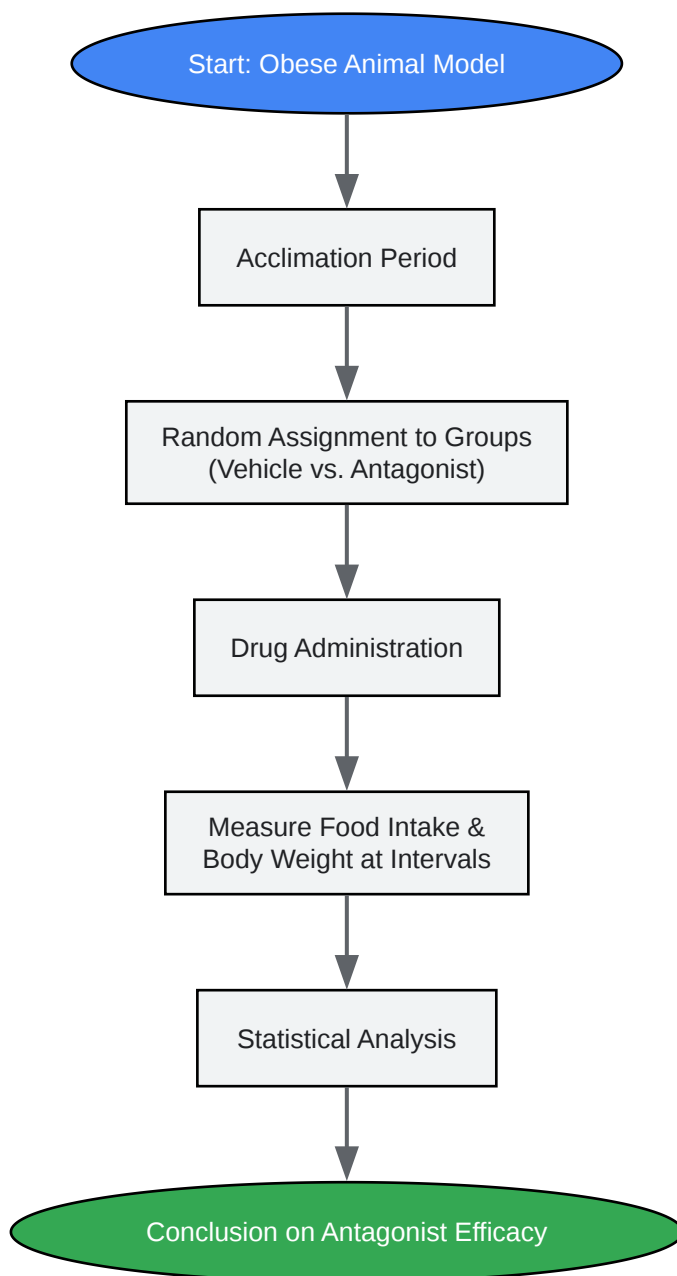 Start: Obese Animal Model
Acclimation Period
Random Assignment to Groups
(Vehicle vs. Antagonist)
Drug Administration
Measure Food Intake &
Body Weight at Intervals
Statistical Analysis
Conclusion on Antagonist Efficacy